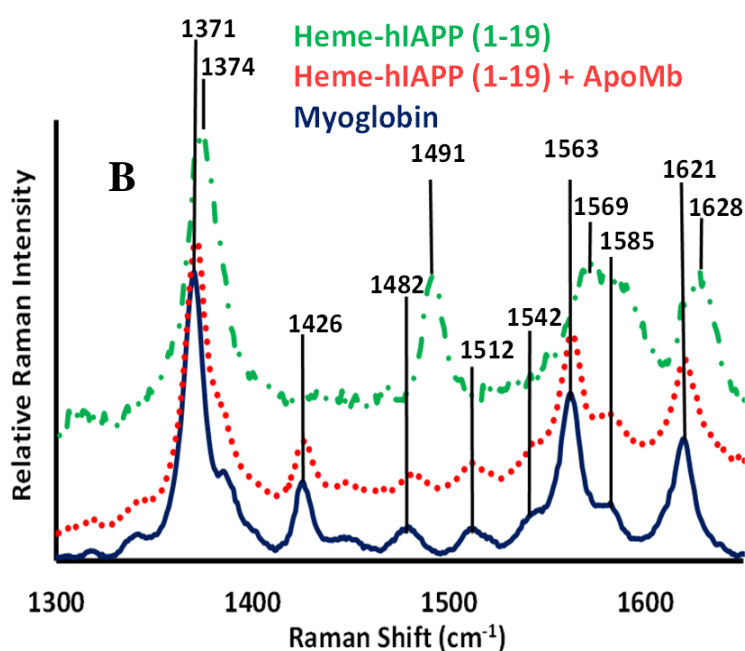 1371
Heme-hIAPP (1-19)
1374
Heme-hIAPP (1-19) + ApoMb
Myoglobin
B
1491
1563
1621
1569
1628
1585
1482
1542
1426
1512
Relative Raman Intensity
1300
1400
1500
1600
Raman Shift (cm⁻¹)